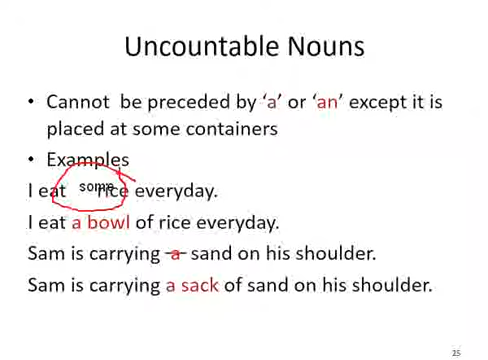 Uncountable Nouns
• Cannot be preceded by 'a' or 'an' except it is
placed at some containers
• Examples
I eat some rice everyday.
I eat a bowl of rice everyday.
Sam is carrying a sand on his shoulder.
Sam is carrying a sack of sand on his shoulder.
25